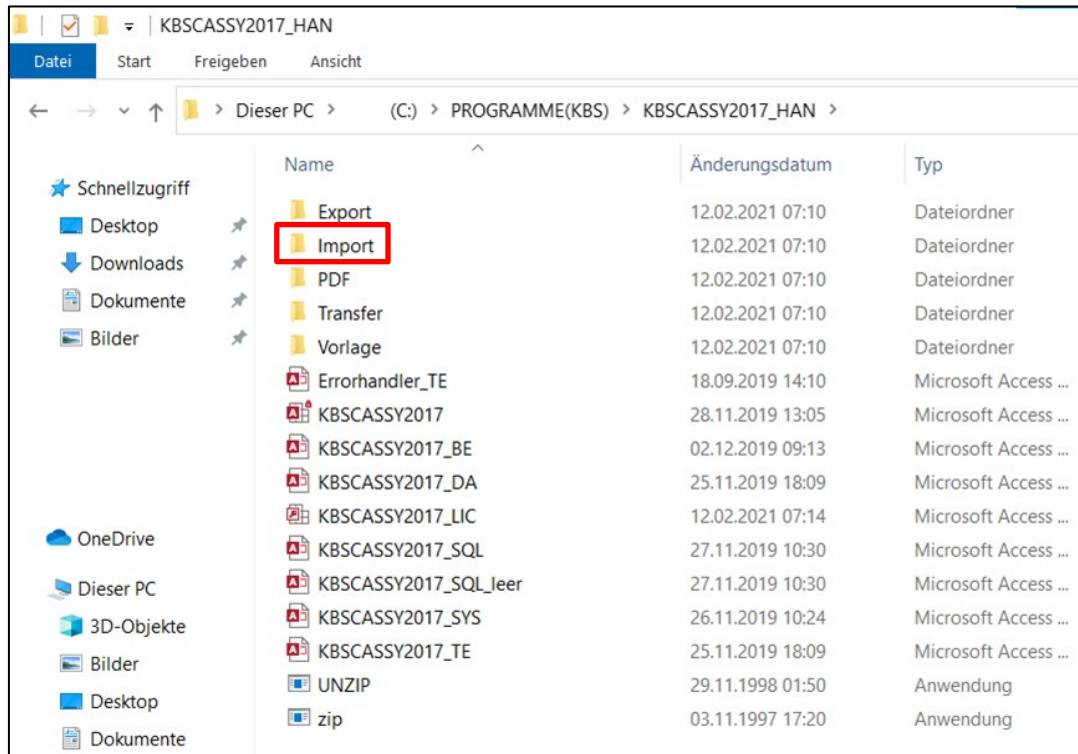 KBSCASSY2017_HAN
Datei Start Freigeben Ansicht
Dieser PC > (C:) > PROGRAMME(KBS) > KBSCASSY2017_HAN >
Name Änderungsdatum Typ
Schnellzugriff
Desktop
Downloads
Dokumente
Bilder
OneDrive
Dieser PC
3D-Objekte
Bilder
Desktop
Dokumente
Export 12.02.2021 07:10 Dateiordner
Import 12.02.2021 07:10 Dateiordner
PDF 12.02.2021 07:10 Dateiordner
Transfer 12.02.2021 07:10 Dateiordner
Vorlage 12.02.2021 07:10 Dateiordner
Errorhandler_TE 18.09.2019 14:10 Microsoft Access ...
KBSCASSY2017 28.11.2019 13:05 Microsoft Access ...
KBSCASSY2017_BE 02.12.2019 09:13 Microsoft Access ...
KBSCASSY2017_DA 25.11.2019 18:09 Microsoft Access ...
KBSCASSY2017_LIC 12.02.2021 07:14 Microsoft Access ...
KBSCASSY2017_SQL 27.11.2019 10:30 Microsoft Access ...
KBSCASSY2017_SQL_leer 27.11.2019 10:30 Microsoft Access ...
KBSCASSY2017_SYS 26.11.2019 10:24 Microsoft Access ...
KBSCASSY2017_TE 25.11.2019 18:09 Microsoft Access ...
UNZIP 29.11.1998 01:50 Anwendung
zip 03.11.1997 17:20 Anwendung